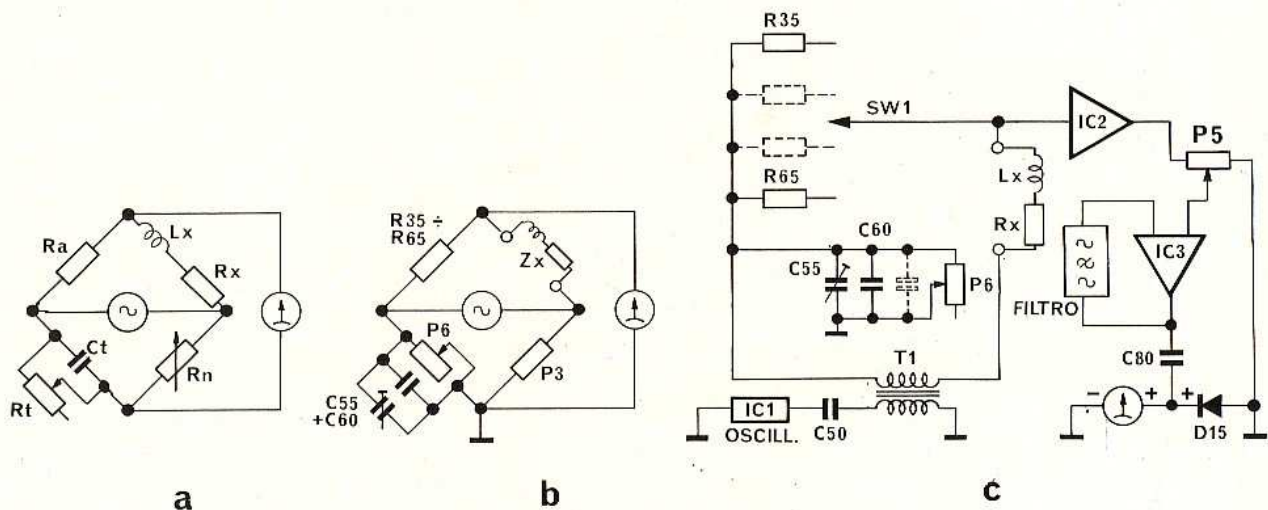 Ra
Lx
Rx
Ct
Rn
Rt
a
R35 ÷
R65
Zx
P6
P3
C55
+C60
b
R35
SW1
R65
C60
C55
P6
T1
IC1
OSCILL.
C50
IC2
P5
Lx
Rx
IC3
FILTRO
C80
- + +
D15
c